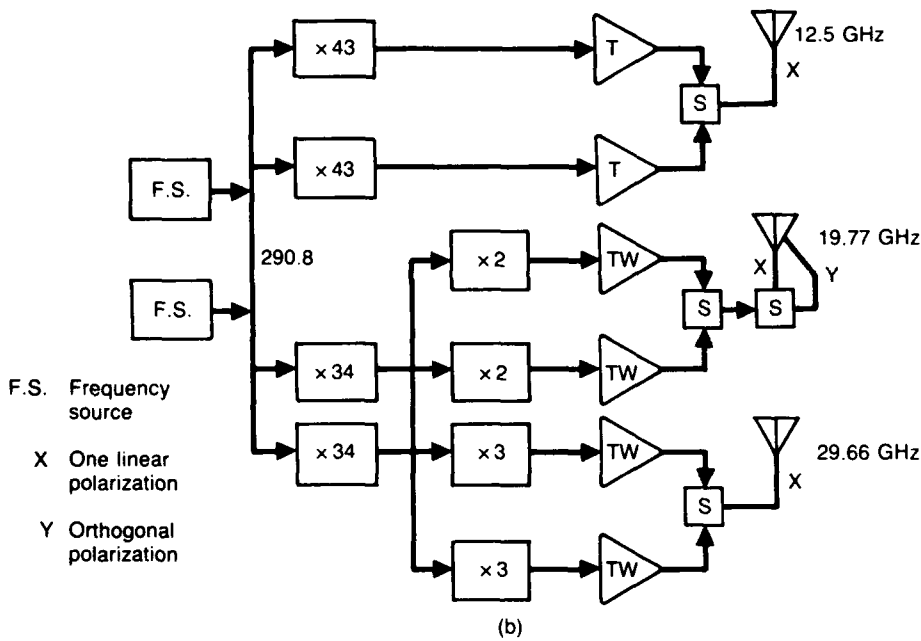 × 43
T
12.5 GHz
X
S
× 43
T
F.S.
290.8
F.S.
× 2
TW
19.77 GHz
X
Y
S
S
× 34
× 2
TW
F.S. Frequency
source
X One linear
polarization
Y Orthogonal
polarization
× 34
× 3
TW
29.66 GHz
X
S
× 3
TW
(b)